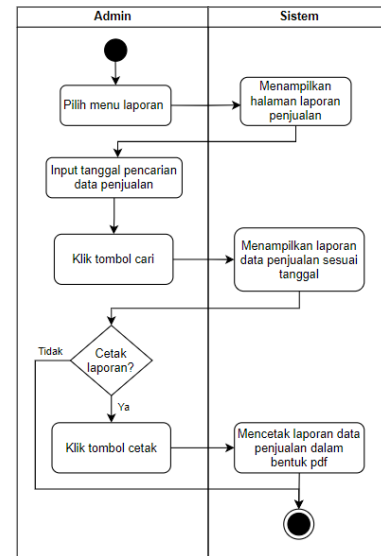 Admin
Sistem
Pilih menu laporan
Menampilkan
halaman laporan
penjualan
Input tanggal pencarian
data penjualan
Klik tombol cari
Menampilkan laporan
data penjualan sesuai
tanggal
Tidak
Cetak
laporan?
Ya
Klik tombol cetak
Mencetak laporan data
penjualan dalam
bentuk pdf